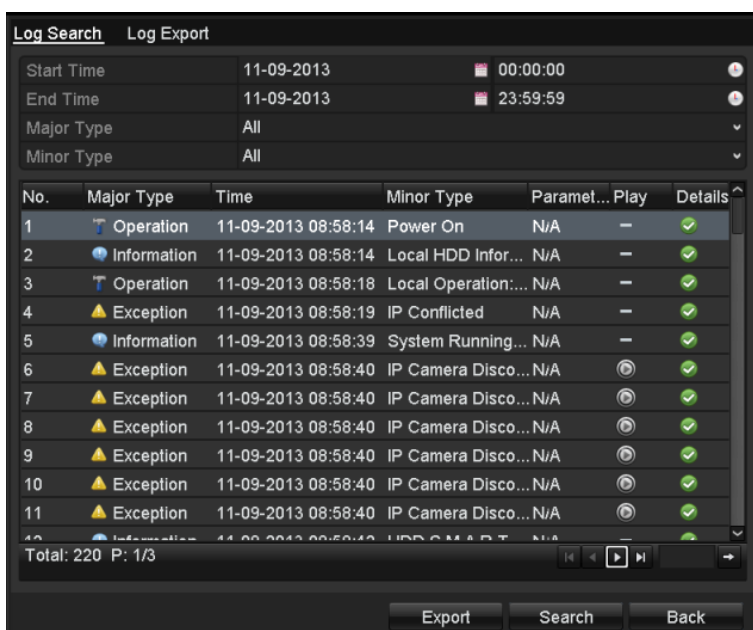 Log Search Log Export
Start Time 11-09-2013 00:00:00
End Time 11-09-2013 23:59:59
Major Type All
Minor Type All
No. Major Type Time Minor Type Paramet... Play Details
1 Operation 11-09-2013 08:58:14 Power On N/A –
2 Information 11-09-2013 08:58:14 Local HDD Infor... N/A –
3 Operation 11-09-2013 08:58:18 Local Operation:... N/A –
4 Exception 11-09-2013 08:58:19 IP Conflicted N/A –
5 Information 11-09-2013 08:58:39 System Running... N/A –
6 Exception 11-09-2013 08:58:40 IP Camera Disco... N/A
7 Exception 11-09-2013 08:58:40 IP Camera Disco... N/A
8 Exception 11-09-2013 08:58:40 IP Camera Disco... N/A
9 Exception 11-09-2013 08:58:40 IP Camera Disco... N/A
10 Exception 11-09-2013 08:58:40 IP Camera Disco... N/A
11 Exception 11-09-2013 08:58:40 IP Camera Disco... N/A
Total: 220 P: 1/3
Export Search Back